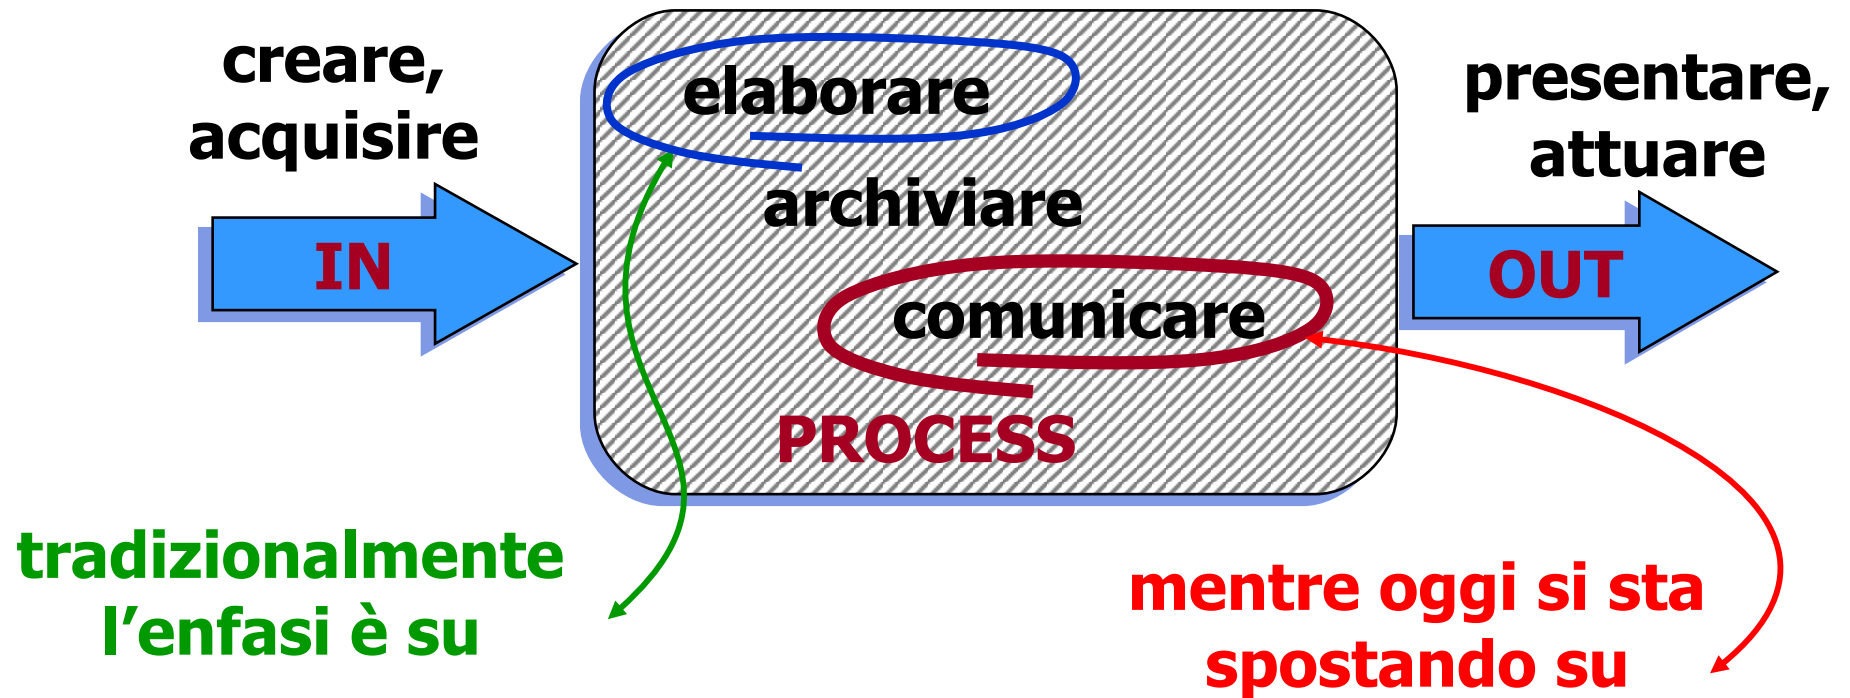 creare,
acquisire
IN
elaborare
archiviare
comunicare
PROCESS
presentare,
attuare
OUT
tradizionalmente
l’enfasi è su
mentre oggi si sta
spostando su